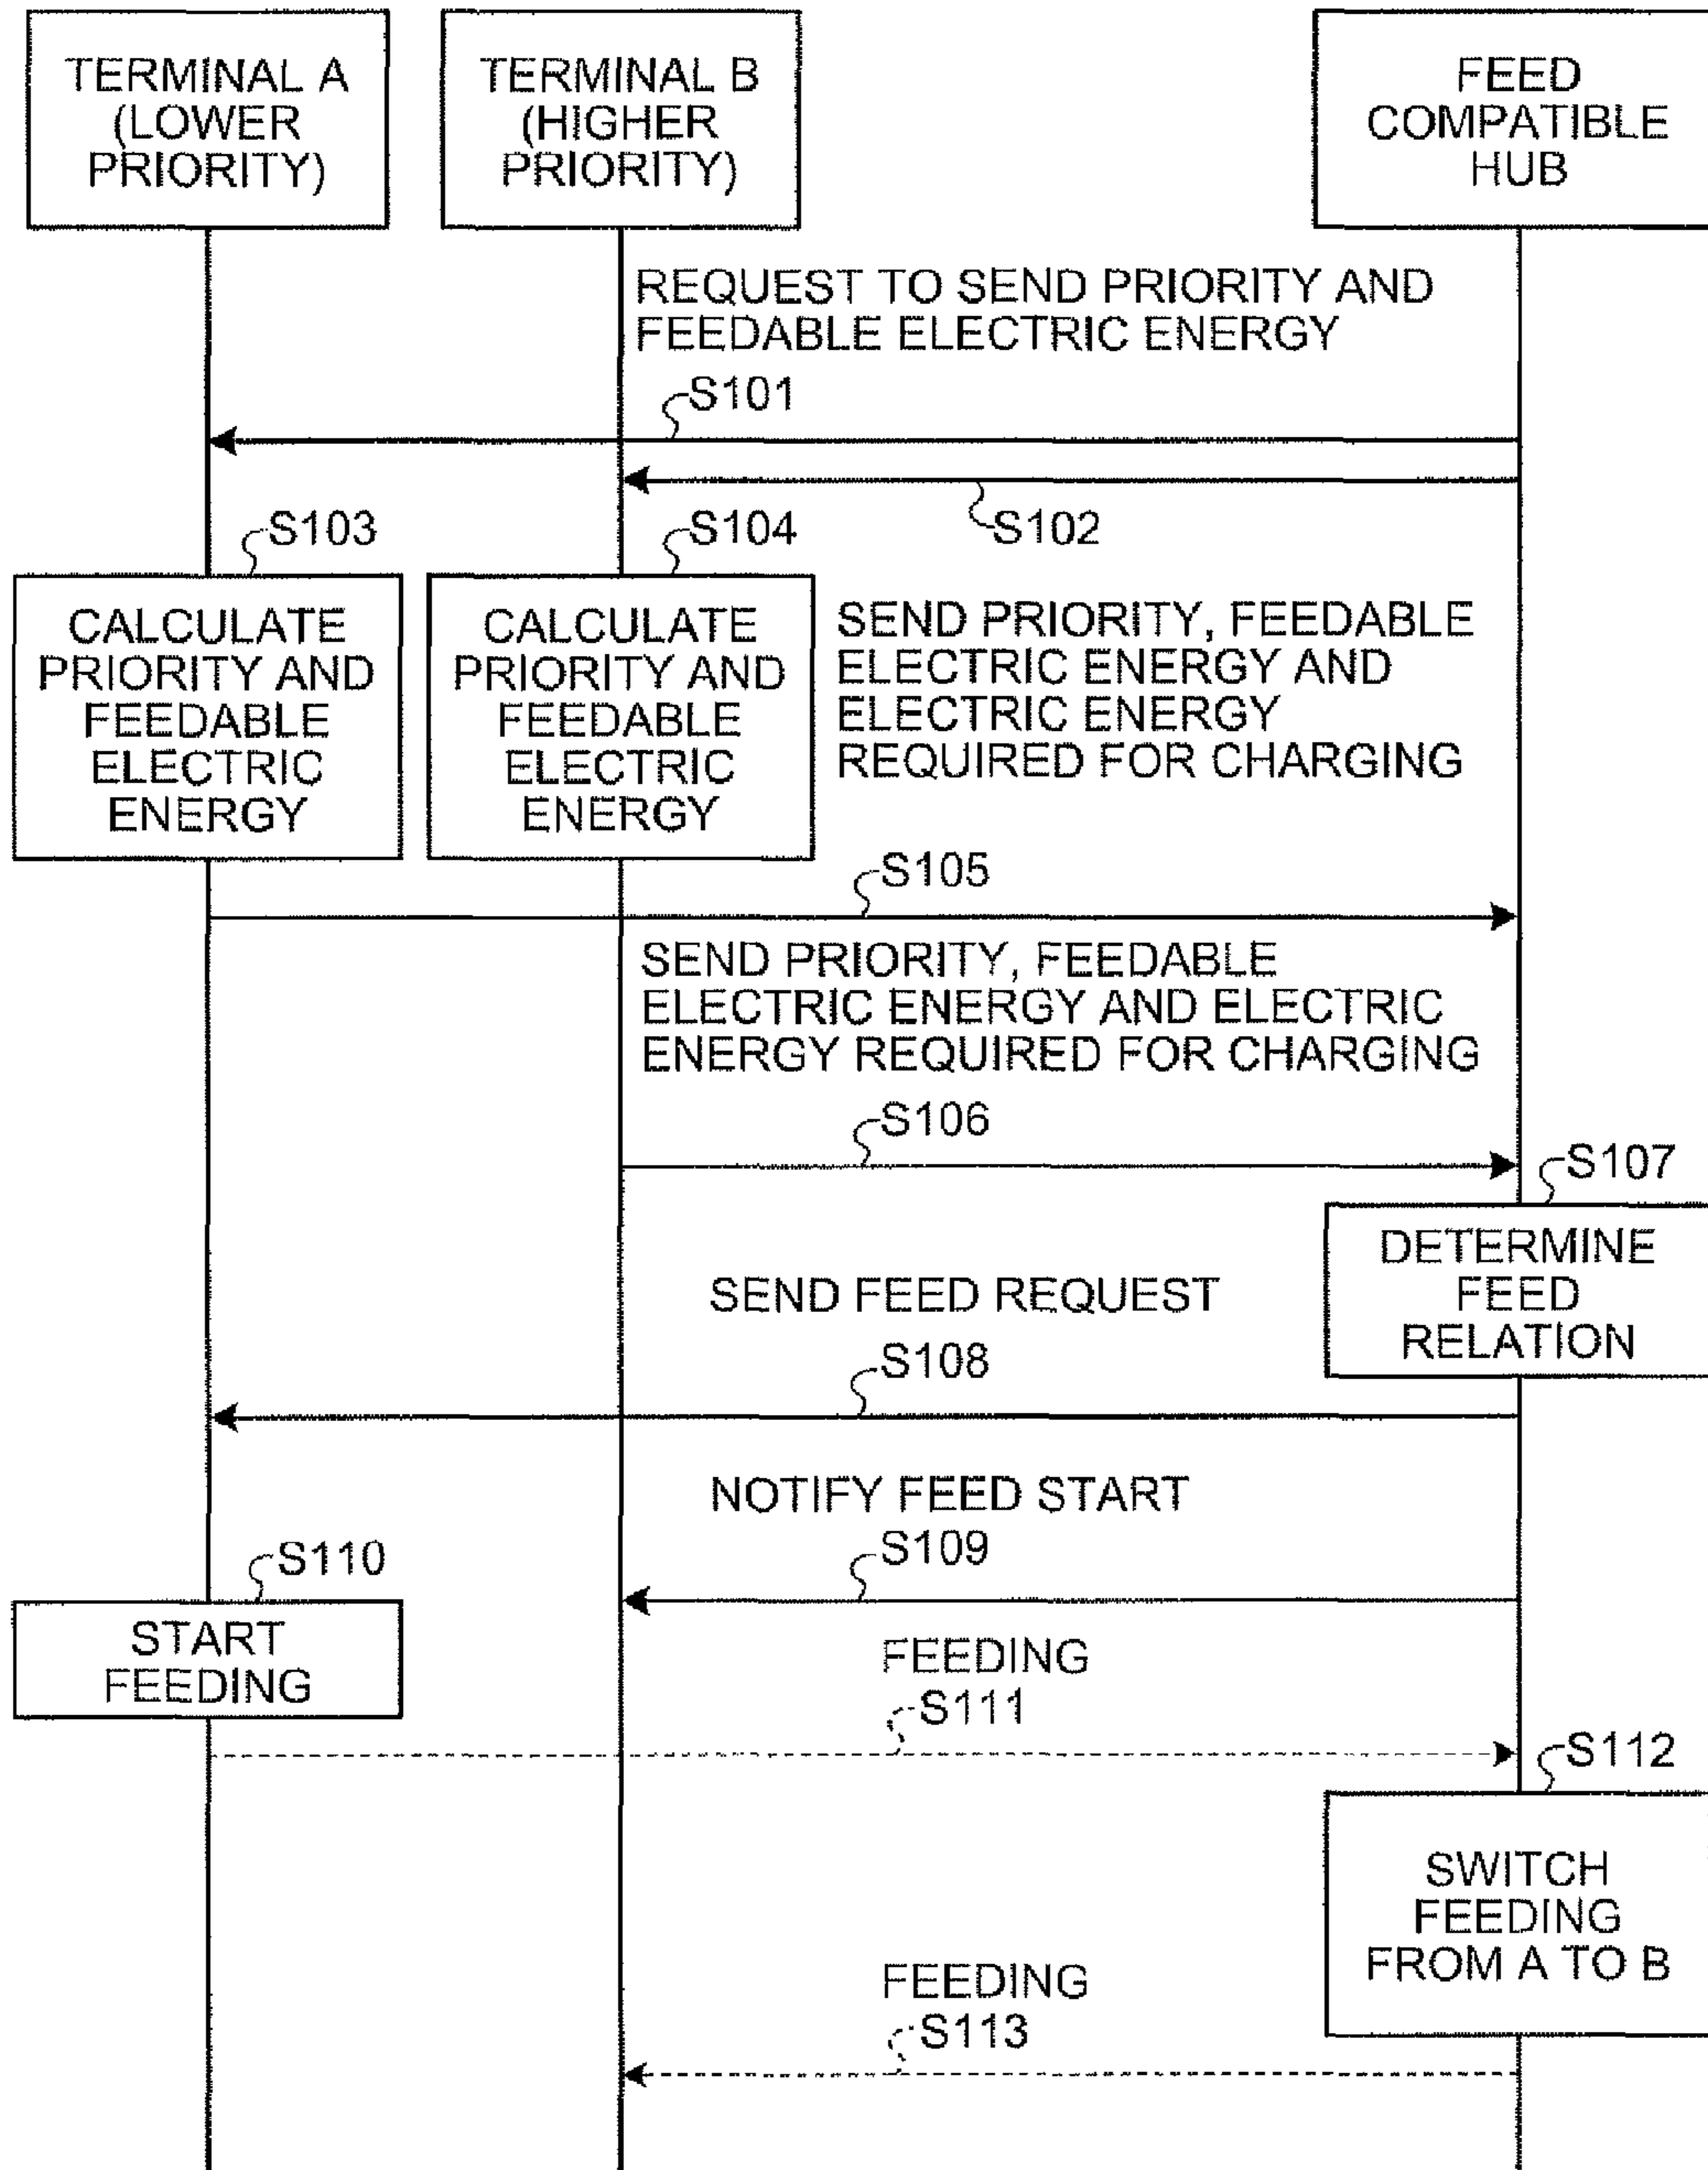 TERMINAL A
(LOWER
PRIORITY)
TERMINAL B
(HIGHER
PRIORITY)
FEED
COMPATIBLE
HUB
REQUEST TO SEND PRIORITY AND
FEEDABLE ELECTRIC ENERGY
S101
S102
S103
S104
CALCULATE
PRIORITY AND
FEEDABLE
ELECTRIC
ENERGY
CALCULATE
PRIORITY AND
FEEDABLE
ELECTRIC
ENERGY
SEND PRIORITY, FEEDABLE
ELECTRIC ENERGY AND
ELECTRIC ENERGY
REQUIRED FOR CHARGING
S105
SEND PRIORITY, FEEDABLE
ELECTRIC ENERGY AND ELECTRIC
ENERGY REQUIRED FOR CHARGING
S106
S107
DETERMINE
FEED
RELATION
SEND FEED REQUEST
S108
NOTIFY FEED START
S109
S110
START
FEEDING
FEEDING
S111
S112
SWITCH
FEEDING
FROM A TO B
FEEDING
S113